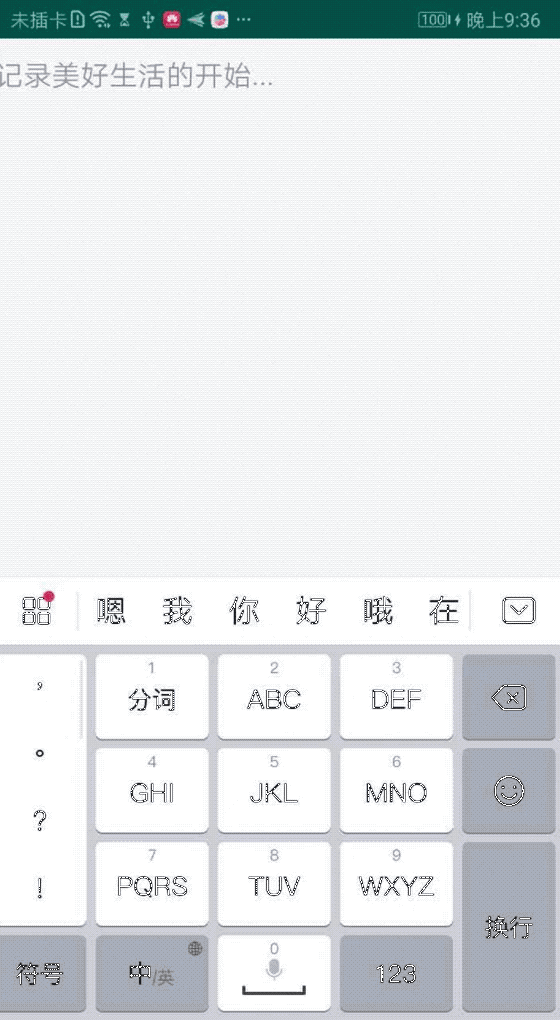 未插卡 100 晚上9:36
记录美好生活的开始...
嗯 我 你 好 哦 在
, 1 2 3
分词 ABC DEF
。 4 5 6
GHI JKL MNO
? 7 8 9
! PQRS TUV WXYZ 换行
符号 中/英 0 123